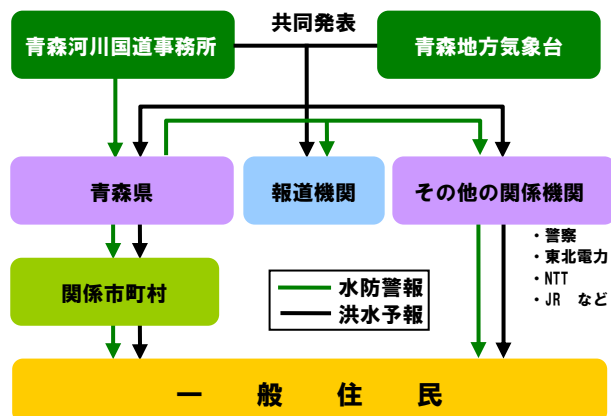 共同発表
青森河川国道事務所
青森地方気象台
青森県
報道機関
その他の関係機関
・警察
・東北電力
・NTT
・JR など
関係市町村
水防警報
洪水予報
一般住民